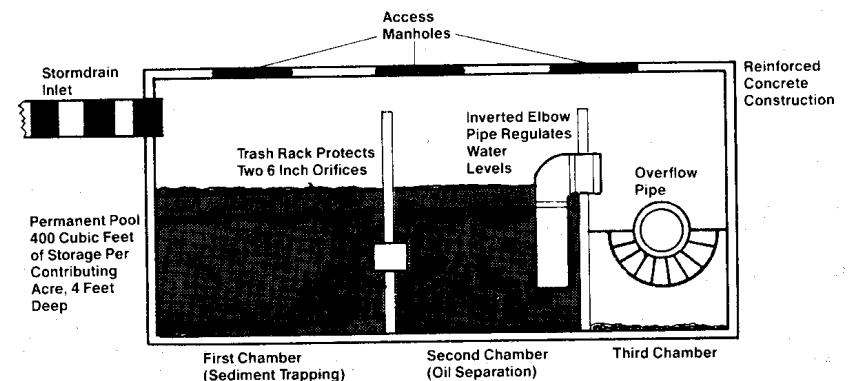 Access
Manholes
Stormdrain
Inlet
Reinforced
Concrete
Construction
Inverted Elbow
Pipe Regulates
Water
Levels
Trash Rack Protects
Two 6 Inch Orifices
Overflow
Pipe
Permanent Pool
400 Cubic Feet
of Storage Per
Contributing
Acre, 4 Feet
Deep
First Chamber
(Sediment Trapping)
Second Chamber
(Oil Separation)
Third Chamber